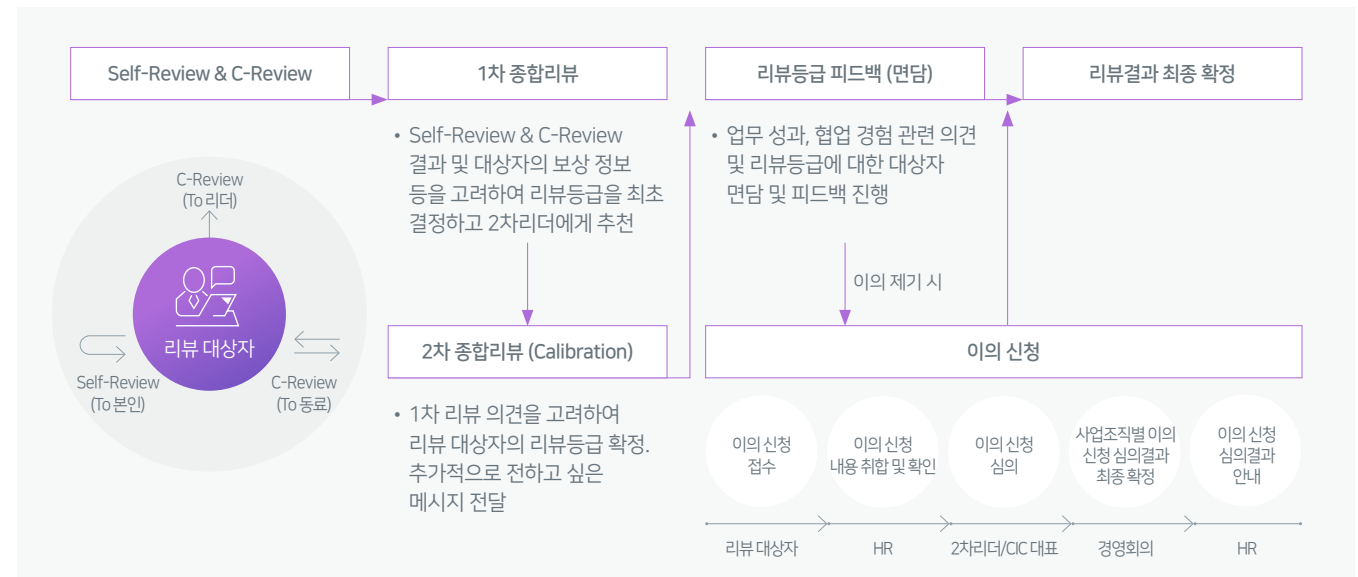 Self-Review & C-Review
1차 종합리뷰
리뷰등급 피드백 (면담)
리뷰결과 최종 확정
C-Review
(To 리더)
리뷰 대상자
Self-Review
(To 본인)
C-Review
(To 동료)
• Self-Review & C-Review
결과 및 대상자의 보상 정보
등을 고려하여 리뷰등급을 최초
결정하고 2차리더에게 추천
2차 종합리뷰 (Calibration)
• 1차 리뷰 의견을 고려하여
리뷰 대상자의 리뷰등급 확정.
추가적으로 전하고 싶은
메시지 전달
• 업무 성과, 협업 경험 관련 의견
및 리뷰등급에 대한 대상자
면담 및 피드백 진행
이의 제기 시
이의 신청
이의 신청
접수
이의 신청
내용 취합 및 확인
이의 신청
심의
사업조직별 이의
신청 심의결과
최종 확정
이의 신청
심의결과
안내
리뷰 대상자
HR
2차리더/CIC 대표
경영회의
HR